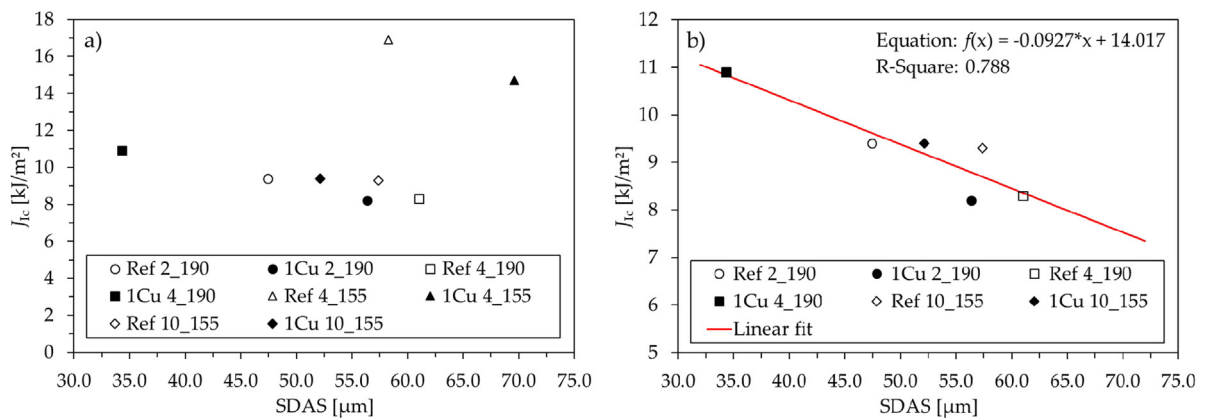 a)
18
16
14
12
10
8
6
4
2
0
J_Ic [kJ/m²]
Ref 2_190 1Cu 2_190 Ref 4_190
1Cu 4_190 Ref 4_155 1Cu 4_155
Ref 10_155 1Cu 10_155
30.0 35.0 40.0 45.0 50.0 55.0 60.0 65.0 70.0 75.0
SDAS [µm]
b)
Equation: f(x) = -0.0927*x + 14.017
R-Square: 0.788
12
11
10
9
8
7
6
5
J_Ic [kJ/m²]
Ref 2_190 1Cu 2_190 Ref 4_190
1Cu 4_190 Ref 10_155 1Cu 10_155
Linear fit
30.0 35.0 40.0 45.0 50.0 55.0 60.0 65.0 70.0 75.0
SDAS [µm]